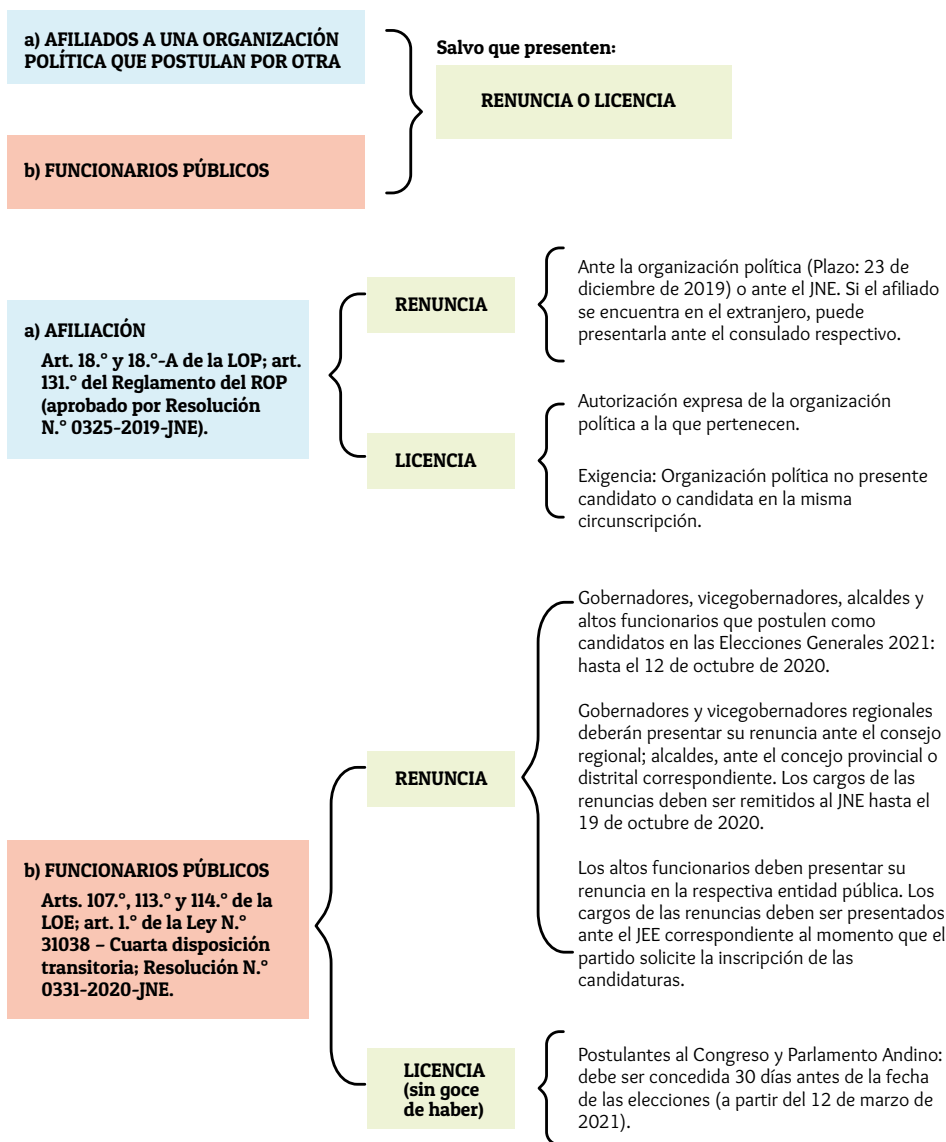 a) AFILIADOS A UNA ORGANIZACIÓN
POLÍTICA QUE POSTULAN POR OTRA
Salvo que presenten:
RENUNCIA O LICENCIA
b) FUNCIONARIOS PÚBLICOS
a) AFILIACIÓN
Art. 18.° y 18.°-A de la LOP; art.
131.° del Reglamento del ROP
(aprobado por Resolución
N.° 0325-2019-JNE).
RENUNCIA
Ante la organización política (Plazo: 23 de
diciembre de 2019) o ante el JNE. Si el afiliado
se encuentra en el extranjero, puede
presentarla ante el consulado respectivo.
LICENCIA
Autorización expresa de la organización
política a la que pertenecen.
Exigencia: Organización política no presente
candidato o candidata en la misma
circunscripción.
b) FUNCIONARIOS PÚBLICOS
Arts. 107.°, 113.° y 114.° de la
LOE; art. 1.° de la Ley N.°
31038 – Cuarta disposición
transitoria; Resolución N.°
0331-2020-JNE.
RENUNCIA
Gobernadores, vicegobernadores, alcaldes y
altos funcionarios que postulen como
candidatos en las Elecciones Generales 2021:
hasta el 12 de octubre de 2020.
Gobernadores y vicegobernadores regionales
deberán presentar su renuncia ante el consejo
regional; alcaldes, ante el concejo provincial o
distrital correspondiente. Los cargos de las
renuncias deben ser remitidos al JNE hasta el
19 de octubre de 2020.
Los altos funcionarios deben presentar su
renuncia en la respectiva entidad pública. Los
cargos de las renuncias deben ser presentados
ante el JEE correspondiente al momento que el
partido solicite la inscripción de las
candidaturas.
LICENCIA
(sin goce
de haber)
Postulantes al Congreso y Parlamento Andino:
debe ser concedida 30 días antes de la fecha
de las elecciones (a partir del 12 de marzo de
2021).